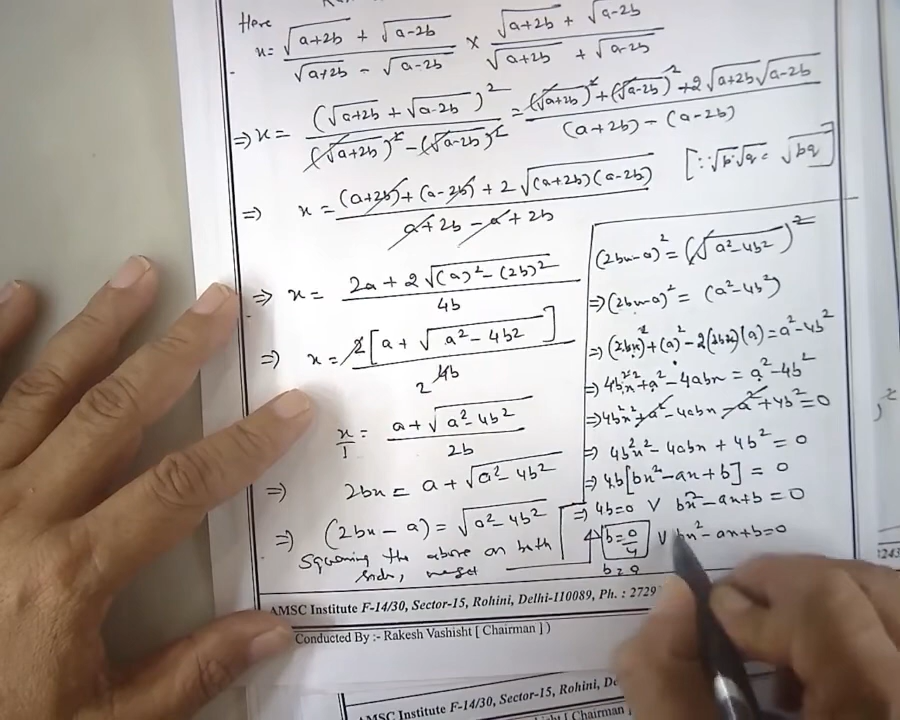 Here
x = √(a+2b) + √(a-2b) / √(a+2b) - √(a-2b) × √(a+2b) + √(a-2b) / √(a+2b) + √(a-2b)
⇒ x = (√(a+2b) + √(a-2b))² / (√(a+2b))² - (√(a-2b))² = (√(a+2b))² + (√(a-2b))² + 2√(a+2b)√(a-2b) / (a+2b) - (a-2b)
⇒ x = (a+2b) + (a-2b) + 2√((a+2b)(a-2b)) / a+2b - a+2b [∵ √p√q = √pq]
⇒ x = 2a + 2√((a)² - (2b)²) / 4b
⇒ x = 2[a + √(a² - 4b²)] / 4b 2
x/1 = a + √(a² - 4b²) / 2b
⇒ 2bx = a + √(a² - 4b²)
⇒ (2bx - a) = √(a² - 4b²)
Squaring the above on both
side, we get
(2bx - a)² = (√(a² - 4b²))²
⇒ (2bx - a)² = (a² - 4b²)
⇒ (2bx)² + (a)² - 2(2bx)(a) = a² - 4b²
⇒ 4b²x² + a² - 4abx = a² - 4b²
⇒ 4b²x² + a² - 4abx - a² + 4b² = 0
⇒ 4b²x² - 4abx + 4b² = 0
⇒ 4b[bx² - ax + b] = 0
⇒ 4b = 0 ∨ bx² - ax + b = 0
b = 0/4 ∨ bx² - ax + b = 0
b = 0
AMSC Institute F-14/30, Sector-15, Rohini, Delhi-110089, Ph. : 2729
Conducted By :- Rakesh Vashisht [ Chairman ] )
AMSC Institute F-14/30, Sector-15, Rohini, De
[ Chairman ]
1243